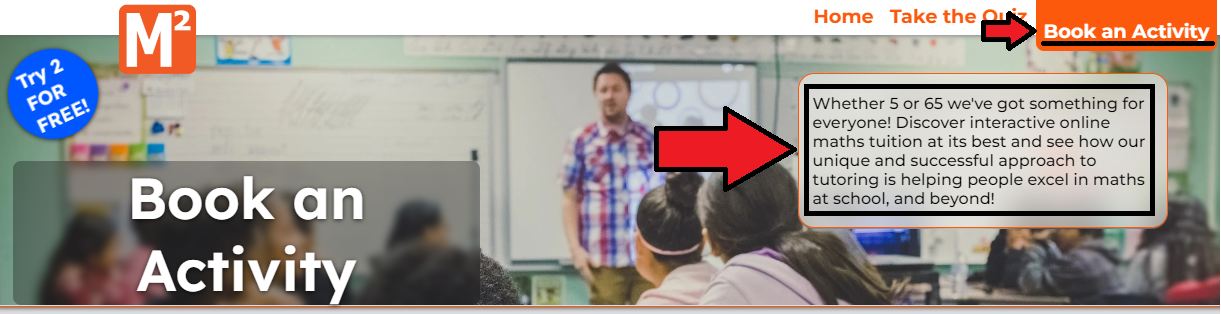 M²
Home Take the Quiz
Book an Activity
Try 2
FOR
FREE!
Whether 5 or 65 we've got something for
everyone! Discover interactive online
maths tuition at its best and see how our
unique and successful approach to
tutoring is helping people excel in maths
at school, and beyond!
Book an
Activity